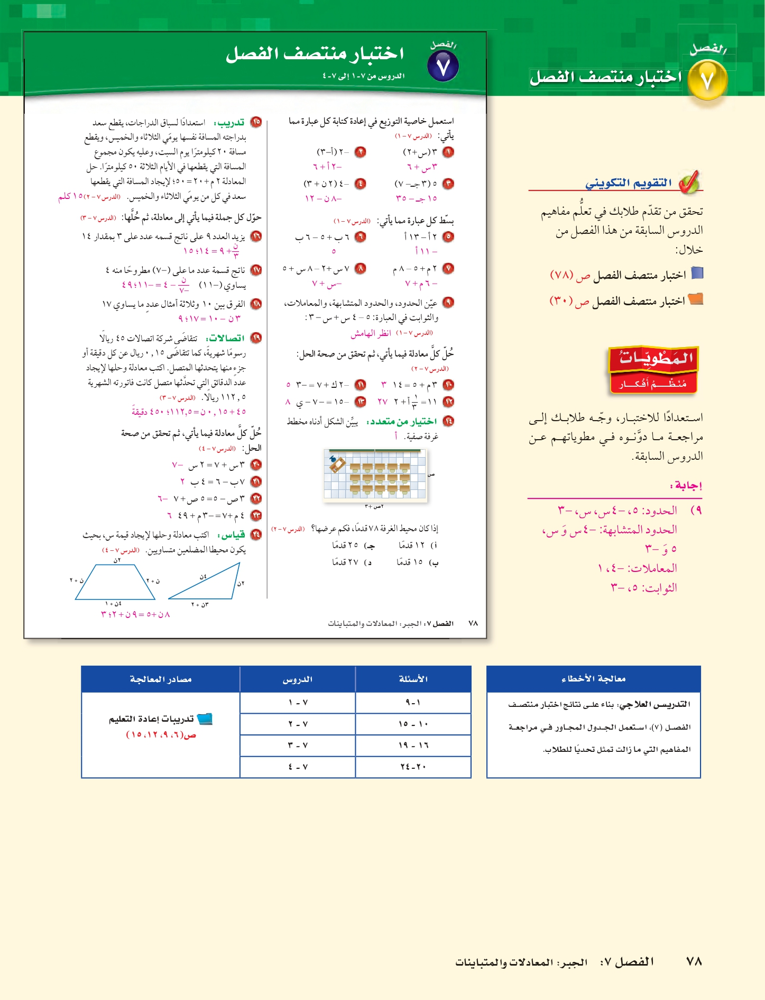 الفصل
٧
اختبار منتصف الفصل
التقويم التكويني
تحقق من تقدّم طلابك في تعلُّم مفاهيم
الدروس السابقة من هذا الفصل من
خلال:
اختبار منتصف الفصل ص (٧٨)
اختبار منتصف الفصل ص (٣٠)
المَطْويّاتُ
مُنَظِّمُ أَفْكار
استعدادًا للاختبار، وجّه طلابك إلى
مراجعة ما دوَّنوه في مطوياتهم عن
الدروس السابقة.
إجابة:
٩) الحدود: ٥، –٤س، س، –٣
الحدود المتشابهة: –٤س وَ س،
٥ وَ –٣
المعاملات: –٤، ١
الثوابت: ٥، –٣
الفصل
٧
اختبار منتصف الفصل
الدروس من ٧-١ إلى ٧-٤
استعمل خاصية التوزيع في إعادة كتابة كل عبارة مما
يأتي: (الدرس ٧ – ١)
١ ٣(س+٢) ٢ –٢(أ–٣)
٣س + ٦ –٢أ + ٦
٣ ٥(٣جـ – ٧) ٤ –٤(٢ن + ٣)
١٥جـ – ٣٥ –٨ن – ١٢
بسّط كل عبارة مما يأتي: (الدرس ٧ – ١)
٥ ٢أ – ١٣أ ٦ ٦ب + ٥ – ٦ب
–١١أ ٥
٧ ٢م + ٥ – ٨م ٨ ٧س +٢ – ٨س + ٥
–٦م + ٧ –س + ٧
٩ عيّن الحدود، والحدود المتشابهة، والمعاملات،
والثوابت في العبارة: ٥ – ٤س + س – ٣:
(الدرس ٧ – ١) انظر الهامش
حُلّ كلَّ معادلة فيما يأتي، ثم تحقق من صحة الحل:
(الدرس ٧ – ٢)
١٠ ٣م + ٥ = ١٤ ٣ ١١ –٢ك + ٧ = –٣ ٥
١٢ ١١ = ١/٣ أ + ٢ ٢٧ ١٣ –١٥ = –٧ – ي ٨
١٤ اختيار من متعدد: يبيِّن الشكل أدناه مخطط
غرفة صفية. أ
ص
٢ص + ٣
إذا كان محيط الغرفة ٧٨ قدمًا، فكم عرضها؟ (الدرس ٧ – ٢)
أ) ١٢ قدمًا جـ) ٢٥ قدمًا
ب) ١٥ قدمًا د) ٢٧ قدمًا
١٥ تدريب: استعدادًا لسباق الدراجات، يقطع سعد
بدراجته المسافة نفسها يومَي الثلاثاء والخميس، ويقطع
مسافة ٢٠ كيلومترًا يوم السبت، وعليه يكون مجموع
المسافة التي يقطعها في الأيام الثلاثة ٥٠ كيلومترًا. حل
المعادلة ٢م + ٢٠ = ٥٠؛ لإيجاد المسافة التي يقطعها
سعد في كل من يومَي الثلاثاء والخميس. (الدرس ٧ – ٢) ١٥ كلم
حوّل كل جملة فيما يأتي إلى معادلة، ثم حُلَّها: (الدرس ٧ – ٣)
١٦ يزيد العدد ٩ على ناتج قسمه عدد على ٣ بمقدار ١٤
ن/٣ + ٩ = ١٤؛ ١٥
١٧ ناتج قسمة عدد ما على (–٧) مطروحًا منه ٤
يساوي (–١١) ن/–٧ – ٤ = –١١؛ ٤٩
١٨ الفرق بين ١٠ وثلاثة أمثال عددٍ ما يساوي ١٧
٣ن – ١٠ = ١٧؛ ٩
١٩ اتصالات: تتقاضَى شركة اتصالات ٤٥ ريالًا
رسومًا شهريةً، كما تتقاضَى ٠,١٥ ريال عن كل دقيقة أو
جزءٍ منها يتحدثها المتصل. اكتب معادلة وحلها لإيجاد
عدد الدقائق التي تحدَّثها متصل كانت فاتورته الشهرية
١١٢,٥ ريالًا. (الدرس ٧ – ٣)
٤٥ + ٠,١٥ن = ١١٢,٥؛ ٤٥٠ دقيقةً
حُلّ كلَّ معادلة فيما يأتي، ثم تحقق من صحة
الحل: (الدرس ٧ – ٤)
٢٠ ٣س + ٧ = ٢س –٧
٢١ ٧ب – ٦ = ٤ب ٢
٢٢ ٣ص – ٥ = ٥ص + ٧ –٦
٢٣ ٤م +٧ = –٣م + ٤٩ ٦
٢٤ قياس: اكتب معادلة وحلها لإيجاد قيمة س، بحيث
يكون محيطا المضلعين متساويين. (الدرس ٧ – ٤)
٤ن
٢ن
٣ن + ٢
٢ن
ن + ٢
ن + ٢
٤ن + ١
٨ن + ٥ = ٩ن + ٢؛ ٣
٧٨ الفصل ٧: الجبر: المعادلات والمتباينات
معالجة الأخطاء
التدريس العلاجي: بناء على نتائج اختبار منتصف
الفصل (٧)، استعمل الجدول المجاور في مراجعة
المفاهيم التي ما زالت تمثل تحديًا للطلاب.
الأسئلة الدروس مصادر المعالجة
١-٩ ٧ - ١
١٠ - ١٥ ٧ - ٢
١٦ - ١٩ ٧ - ٣
٢٠-٢٤ ٧ - ٤
تدريبات إعادة التعليم
ص(٦، ٩، ١٢، ١٥)
٧٨ الفصل ٧: الجبر: المعادلات والمتباينات